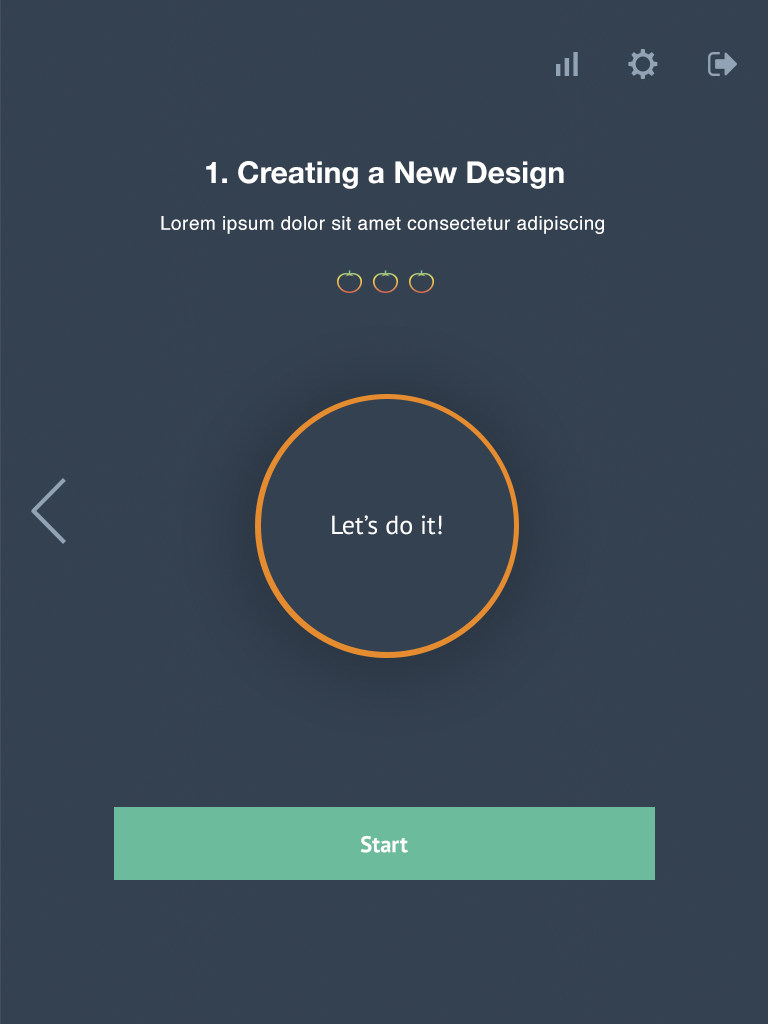 1. Creating a New Design
Lorem ipsum dolor sit amet consectetur adipiscing
Let’s do it!
Start